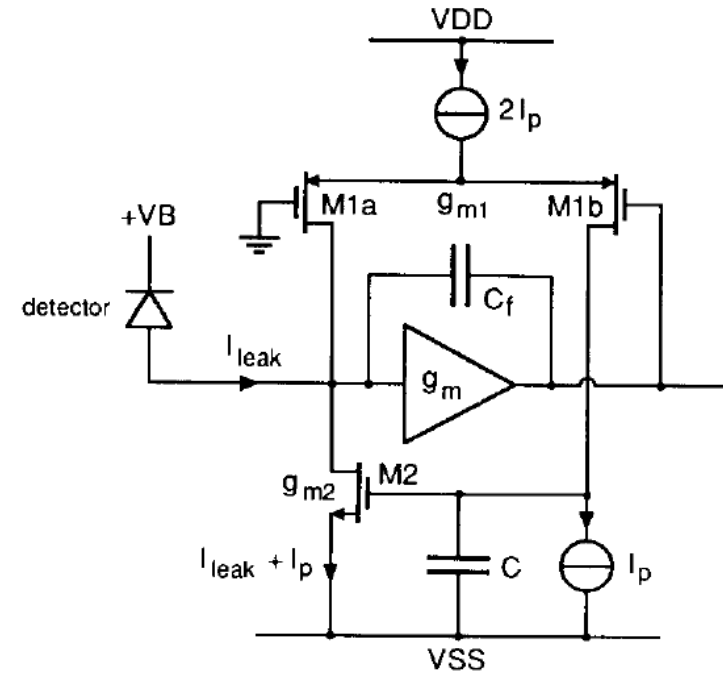 VDD
2Ip
M1a
gm1
M1b
+VB
detector
Cf
Ileak
gm
gm2
M2
Ileak + Ip
C
Ip
VSS